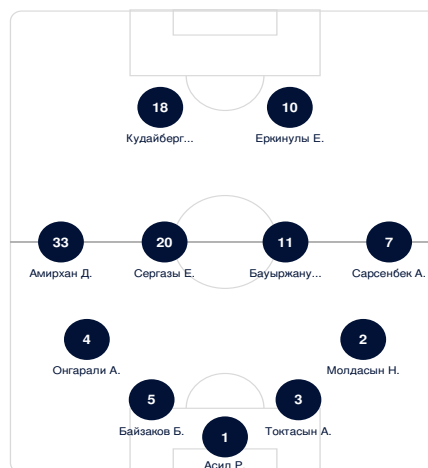 18 10
Кудайберг... Еркинулы Е.
33 20 11 7
Амирхан Д. Сергазы Е. Бауыржану... Сарсенбек А.
4 2
Онгарали А. Молдасын Н.
5 3
Байзаков Б. Токтасын А.
1
Асил Р